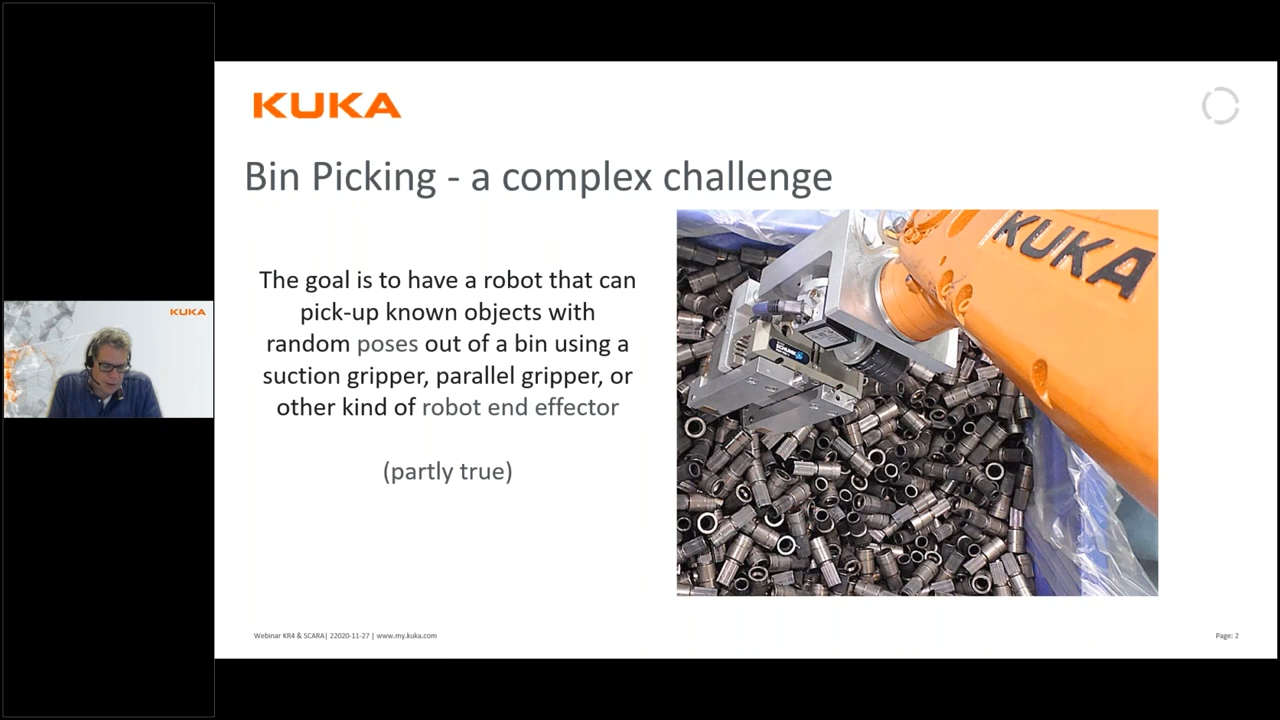 KUKA
Bin Picking - a complex challenge
The goal is to have a robot that can
pick-up known objects with
random poses out of a bin using a
suction gripper, parallel gripper, or
other kind of robot end effector
(partly true)
KUKA
KUKA
Webinar KR4 & SCARA| 22020-11-27 | www.my.kuka.com
Page: 2